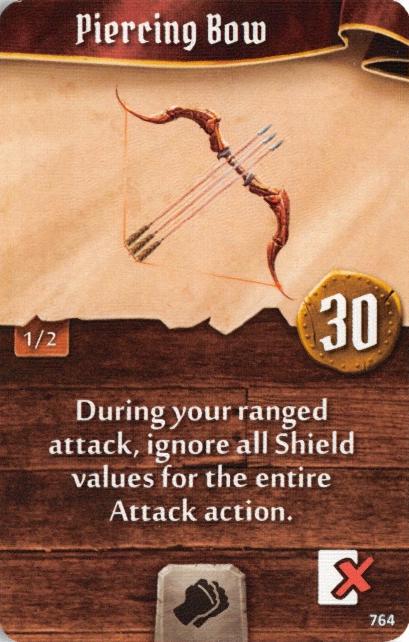 Piercing Bow
1/2
30
During your ranged
attack, ignore all Shield
values for the entire
Attack action.
764